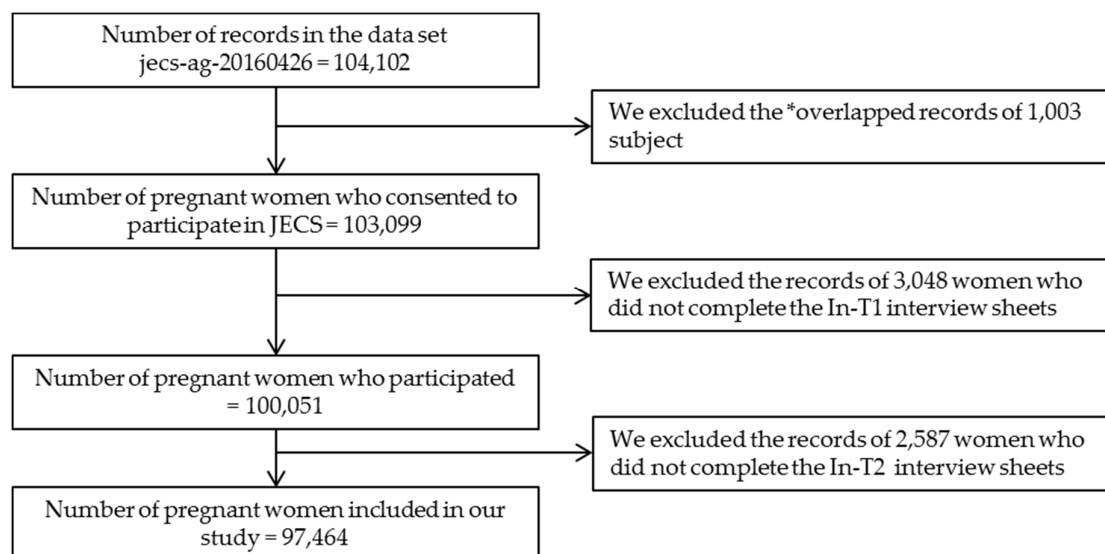 Number of records in the data set
jecs-ag-20160426 = 104,102
We excluded the *overlapped records of 1,003
subject
Number of pregnant women who consented to
participate in JECS = 103,099
We excluded the records of 3,048 women who
did not complete the In-T1 interview sheets
Number of pregnant women who participated
= 100,051
We excluded the records of 2,587 women who
did not complete the In-T2 interview sheets
Number of pregnant women included in our
study = 97,464